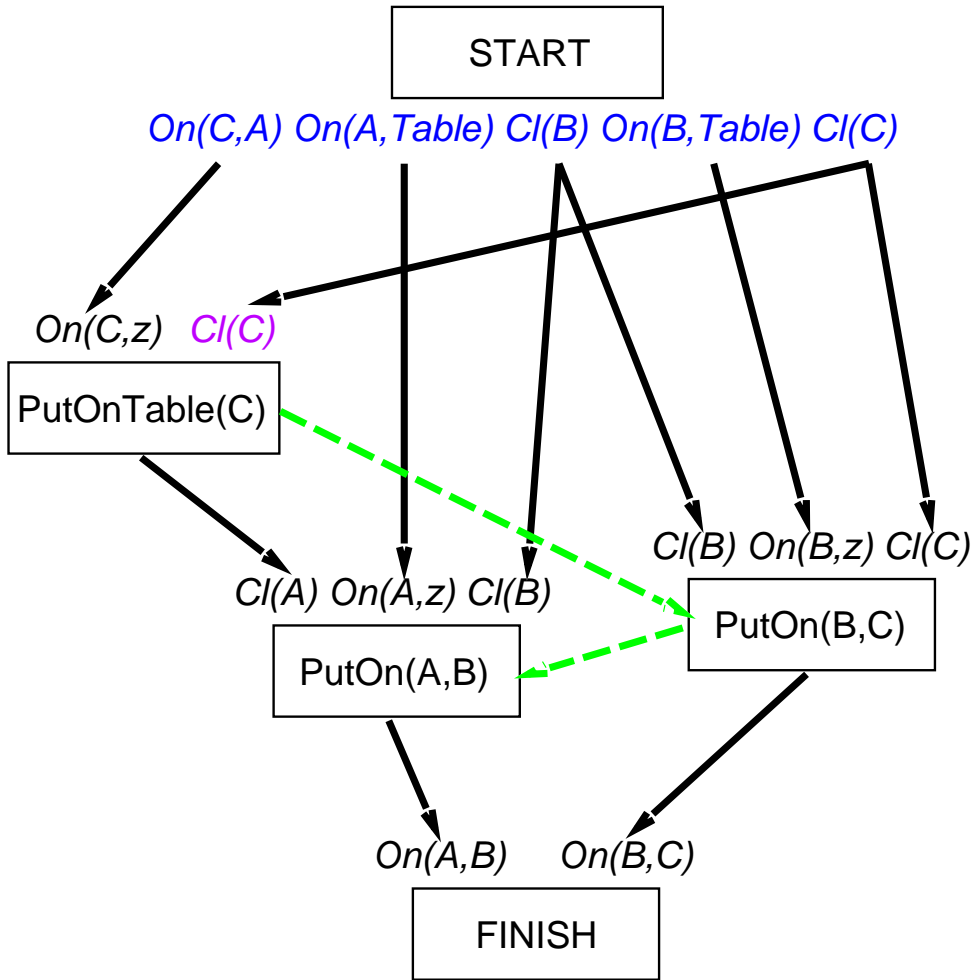 START
On(C,A) On(A,Table) Cl(B) On(B,Table) Cl(C)
On(C,z) Cl(C)
PutOnTable(C)
Cl(B) On(B,z) Cl(C)
Cl(A) On(A,z) Cl(B)
PutOn(B,C)
PutOn(A,B)
On(A,B) On(B,C)
FINISH